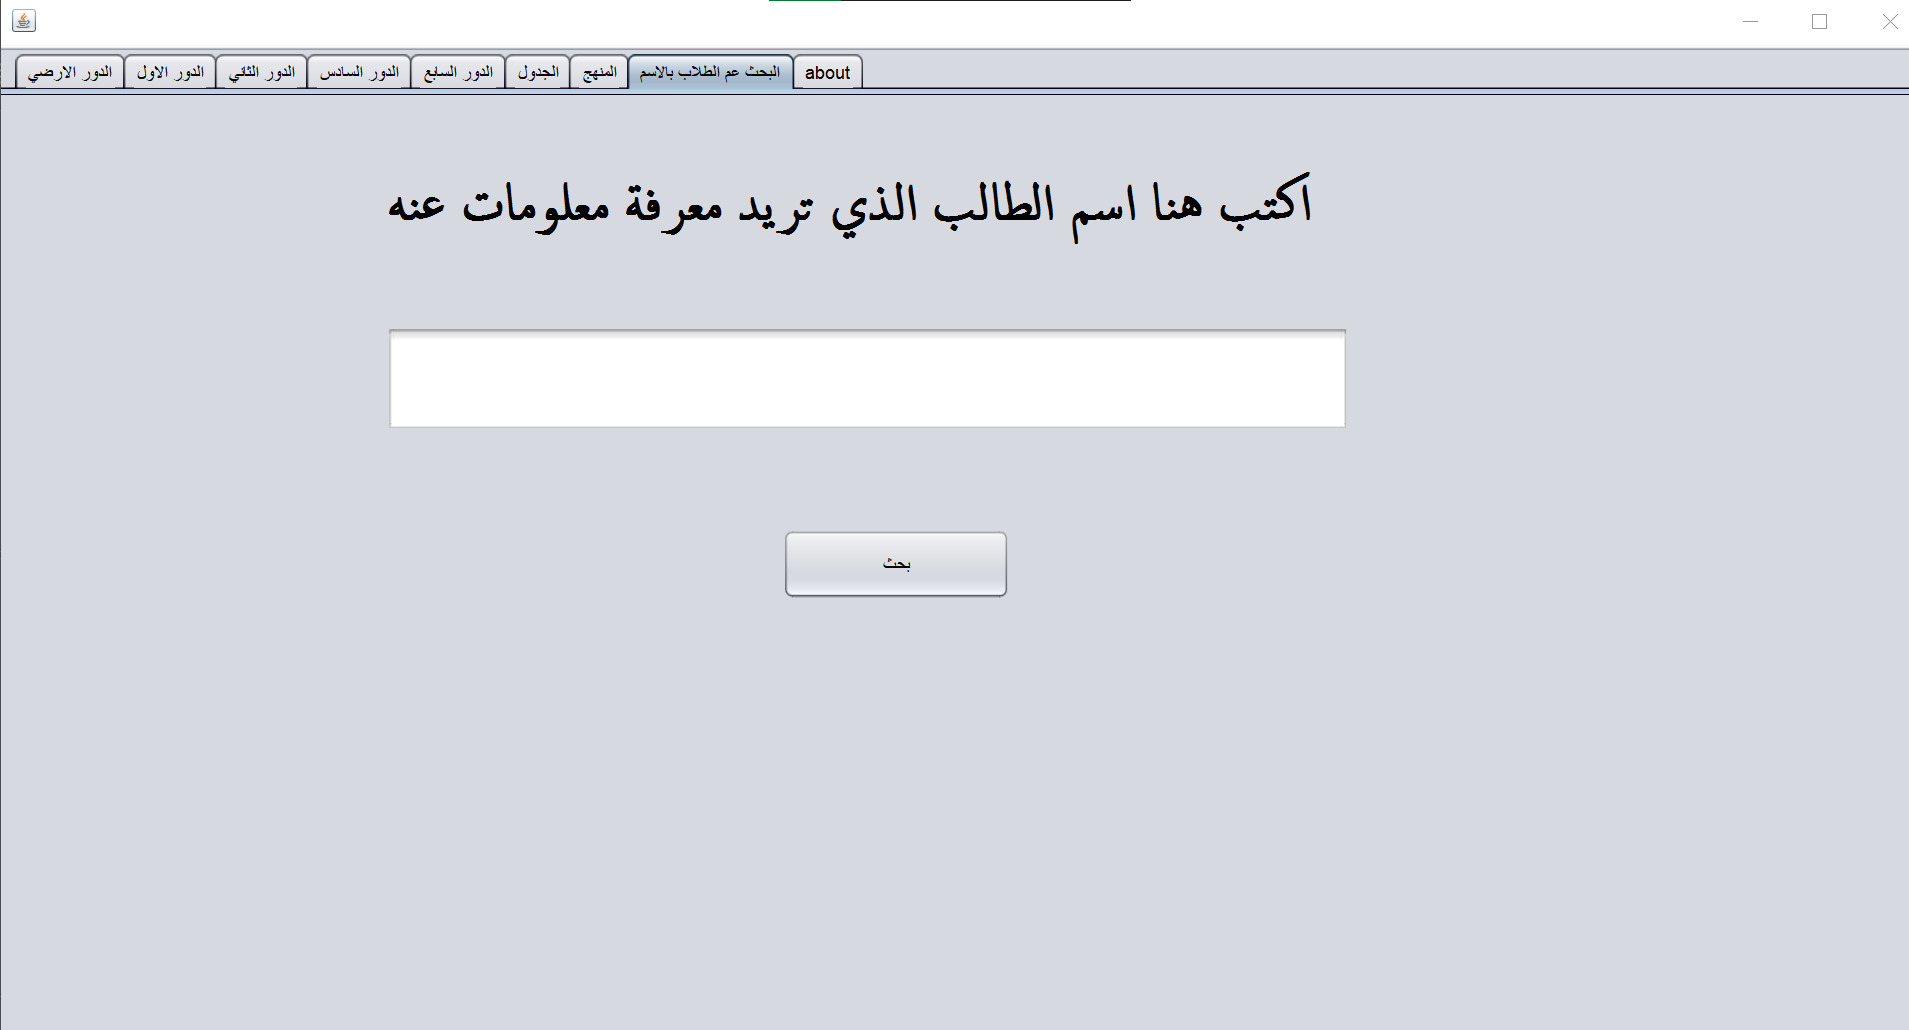 الدور الارضي
الدور الاول
الدور الثاني
الدور السادس
الدور السابع
الجدول
المنهج
البحث عم الطلاب بالاسم
about
اكتب هنا اسم الطالب الذي تريد معرفة معلومات عنه
بحث